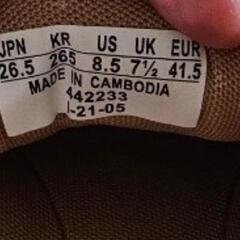 JPN KR US UK EUR
26.5 265 8.5 7½ 41.5
MADE IN CAMBODIA
442233
-21-05